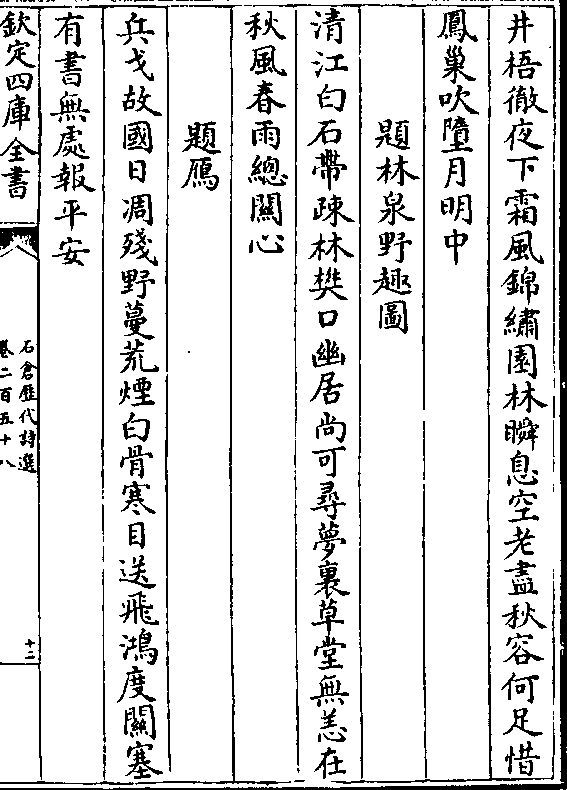 井梧徹夜下霜風錦繡園林瞬息空老盡秋容何足惜
鳳巢吹墮月明中
題林泉野趣圖
清江白石帶疎林樊口幽居尚可尋夢裏草堂無恙在
秋風春雨總關心
題鴈
兵戈故國日凋殘野蔓荒煙白骨寒目送飛鴻度關塞
有書無處報平安
欽定四庫全書
石倉歷代詩選
卷二百五十八
十二